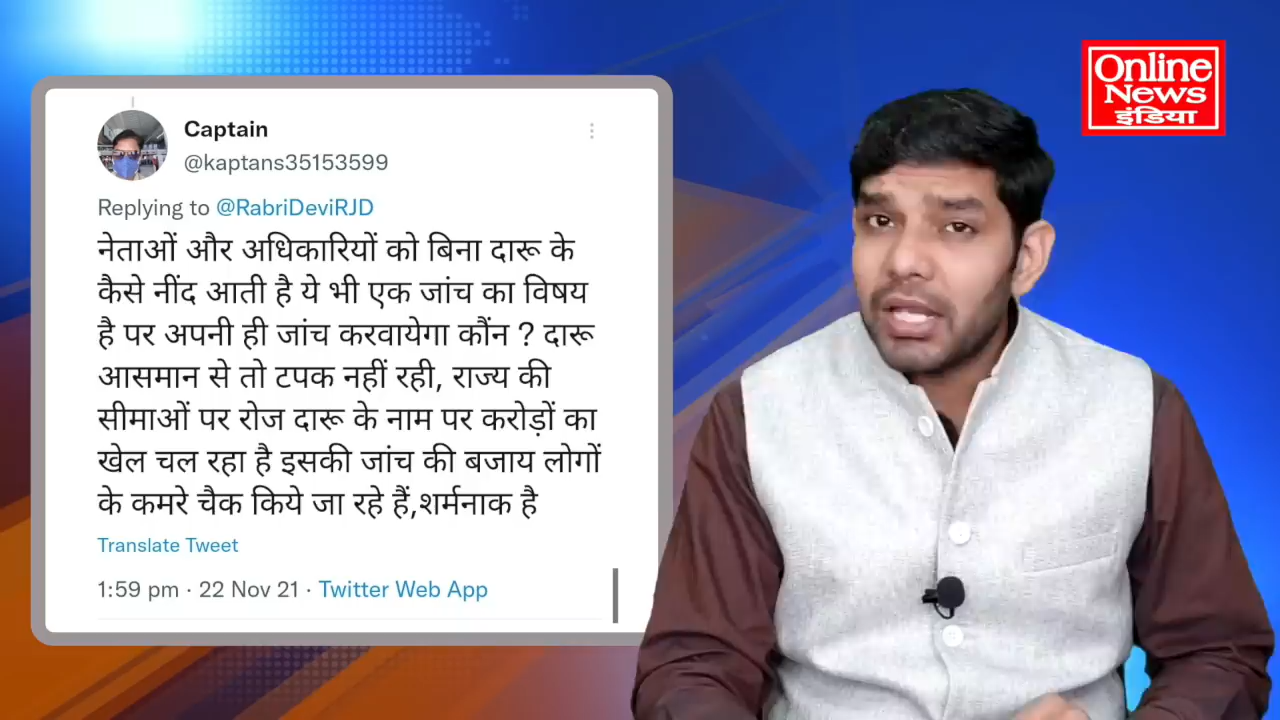 Captain
@kaptans35153599
Replying to @RabriDeviRJD
नेताओं और अधिकारियों को बिना दारू के
कैसे नींद आती है ये भी एक जांच का विषय
है पर अपनी ही जांच करवायेगा कौंन ? दारू
आसमान से तो टपक नहीं रही, राज्य की
सीमाओं पर रोज दारू के नाम पर करोड़ों का
खेल चल रहा है इसकी जांच की बजाय लोगों
के कमरे चैक किये जा रहे हैं,शर्मनाक है
Translate Tweet
1:59 pm · 22 Nov 21 · Twitter Web App
Online
News
इंडिया